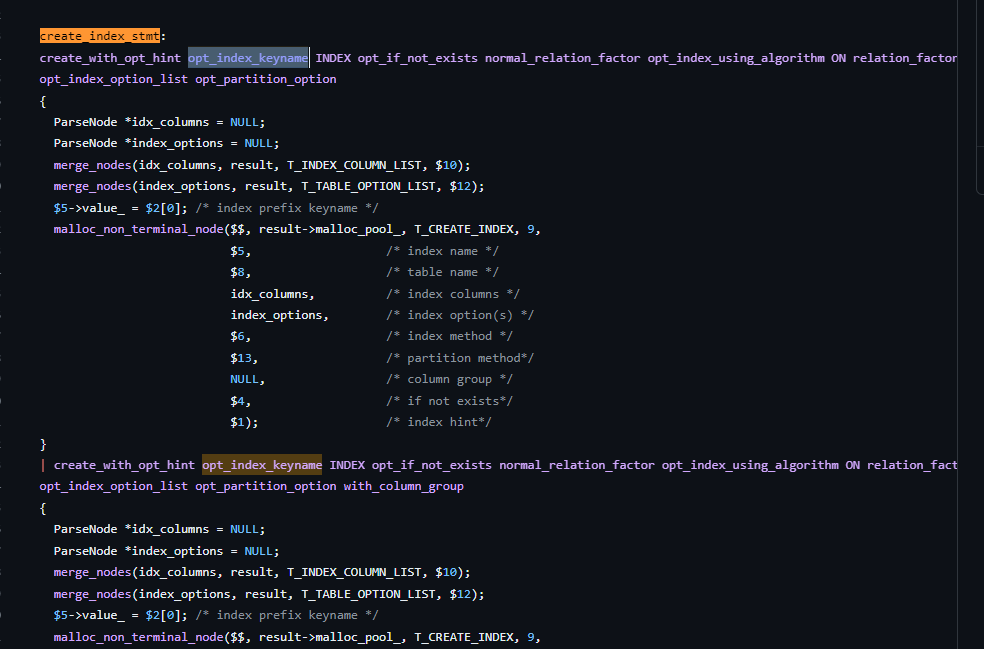 create_index_stmt:
create_with_opt_hint opt_index_keyname INDEX opt_if_not_exists normal_relation_factor opt_index_using_algorithm ON relation_factor
opt_index_option_list opt_partition_option
{
ParseNode *idx_columns = NULL;
ParseNode *index_options = NULL;
merge_nodes(idx_columns, result, T_INDEX_COLUMN_LIST, $10);
merge_nodes(index_options, result, T_TABLE_OPTION_LIST, $12);
$5->value_ = $2[0]; /* index prefix keyname */
malloc_non_terminal_node($$, result->malloc_pool_, T_CREATE_INDEX, 9,
$5, /* index name */
$8, /* table name */
idx_columns, /* index columns */
index_options, /* index option(s) */
$6, /* index method */
$13, /* partition method*/
NULL, /* column group */
$4, /* if not exists*/
$1); /* index hint*/
}
| create_with_opt_hint opt_index_keyname INDEX opt_if_not_exists normal_relation_factor opt_index_using_algorithm ON relation_fact
opt_index_option_list opt_partition_option with_column_group
{
ParseNode *idx_columns = NULL;
ParseNode *index_options = NULL;
merge_nodes(idx_columns, result, T_INDEX_COLUMN_LIST, $10);
merge_nodes(index_options, result, T_TABLE_OPTION_LIST, $12);
$5->value_ = $2[0]; /* index prefix keyname */
malloc_non_terminal_node($$, result->malloc_pool_, T_CREATE_INDEX, 9,